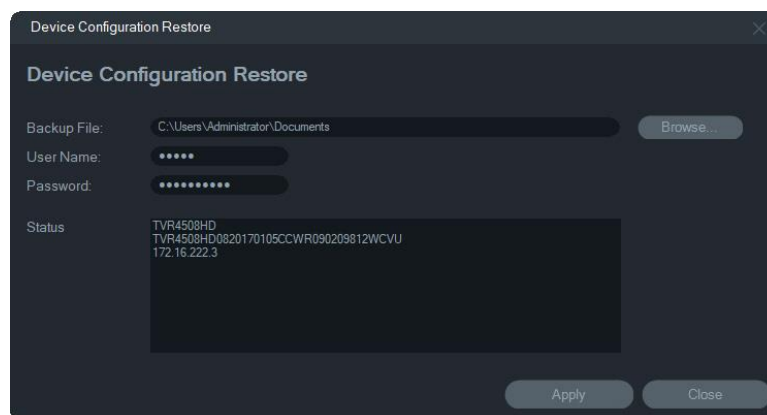 Device Configuration Restore
Device Configuration Restore
Backup File: C:\Users\Administrator\Documents Browse...
User Name: •••••
Password: ••••••••••
Status TVR4508HD
TVR4508HD0820170105CCWR090209812WCVU
172.16.222.3
Apply Close